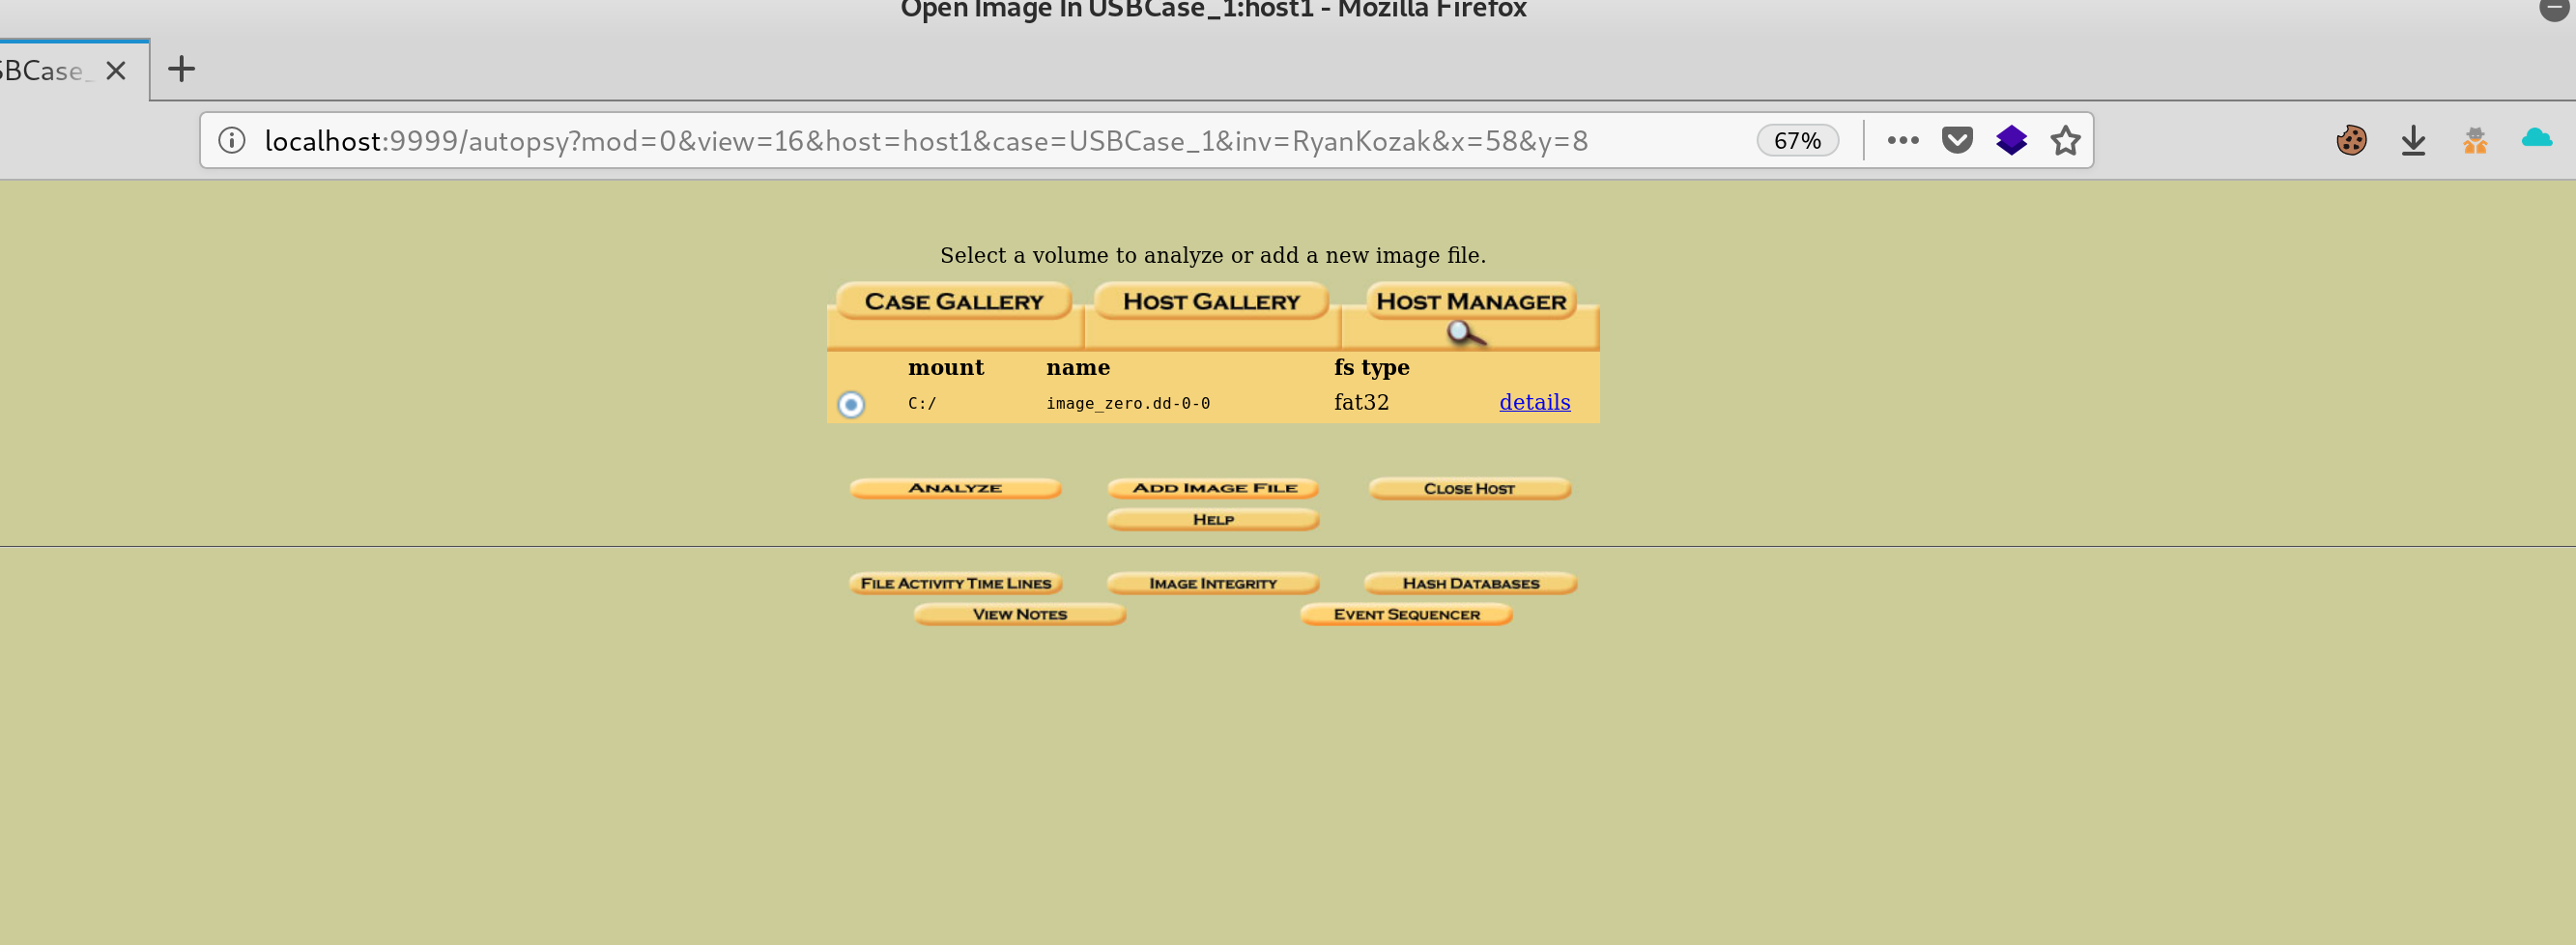 Open Image In USBCase_1:host1 - Mozilla Firefox
SBCase_
localhost:9999/autopsy?mod=0&view=16&host=host1&case=USBCase_1&inv=RyanKozak&x=58&y=8 67%
Select a volume to analyze or add a new image file.
CASE GALLERY HOST GALLERY HOST MANAGER
mount name fs type
C:/ image_zero.dd-0-0 fat32 details
ANALYZE ADD IMAGE FILE CLOSE HOST
HELP
FILE ACTIVITY TIME LINES IMAGE INTEGRITY HASH DATABASES
VIEW NOTES EVENT SEQUENCER